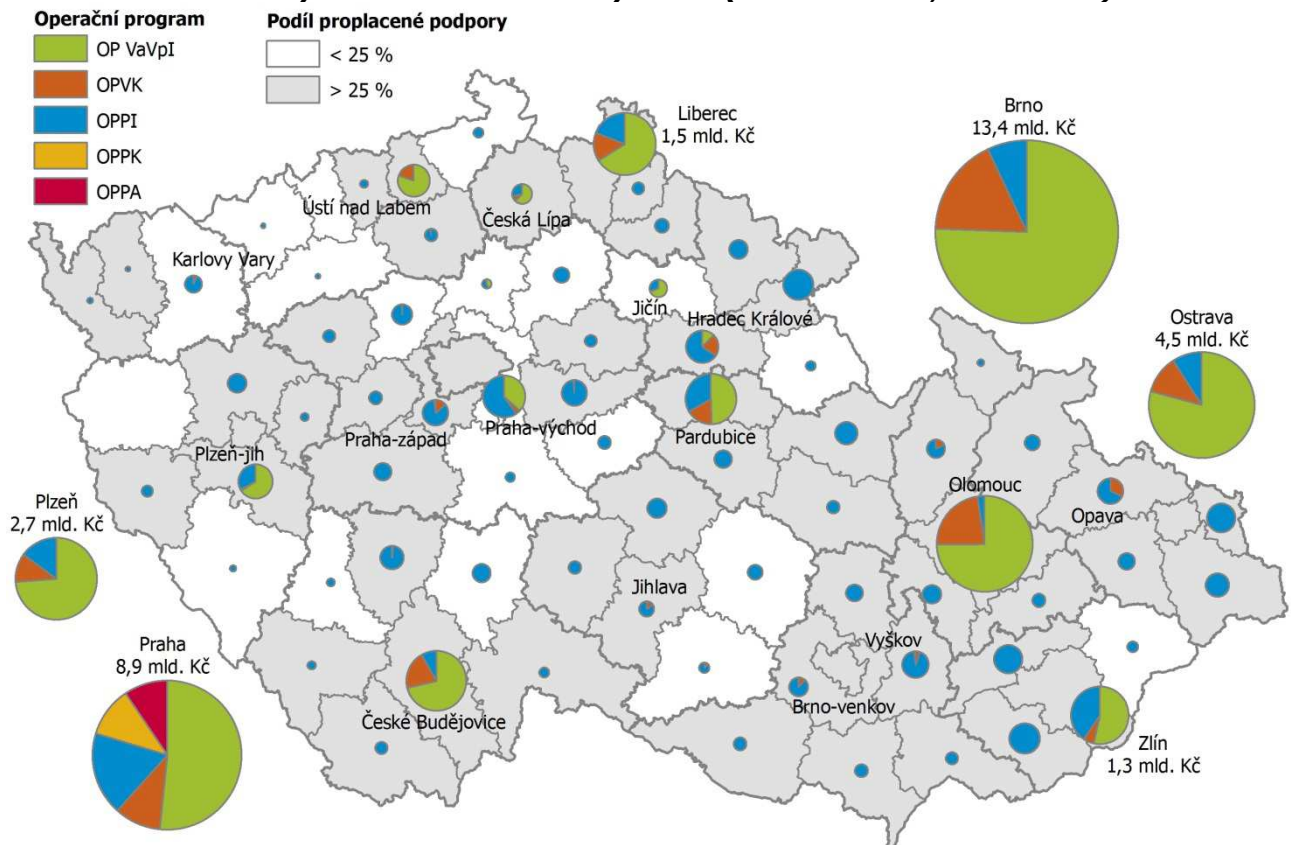 Operační program
OP VaVpI
OPVK
OPPI
OPPK
OPPA
Podíl proplacené podpory
< 25 %
> 25 %
Liberec
1,5 mld. Kč
Brno
13,4 mld. Kč
Ústí nad Labem
Česká Lípa
Karlovy Vary
Jičín
Hradec Králové
Ostrava
4,5 mld. Kč
Praha-západ
Praha-východ
Pardubice
Plzeň-jih
Plzeň
2,7 mld. Kč
Olomouc
Opava
Jihlava
Vyškov
Praha
8,9 mld. Kč
České Budějovice
Brno-venkov
Zlín
1,3 mld. Kč